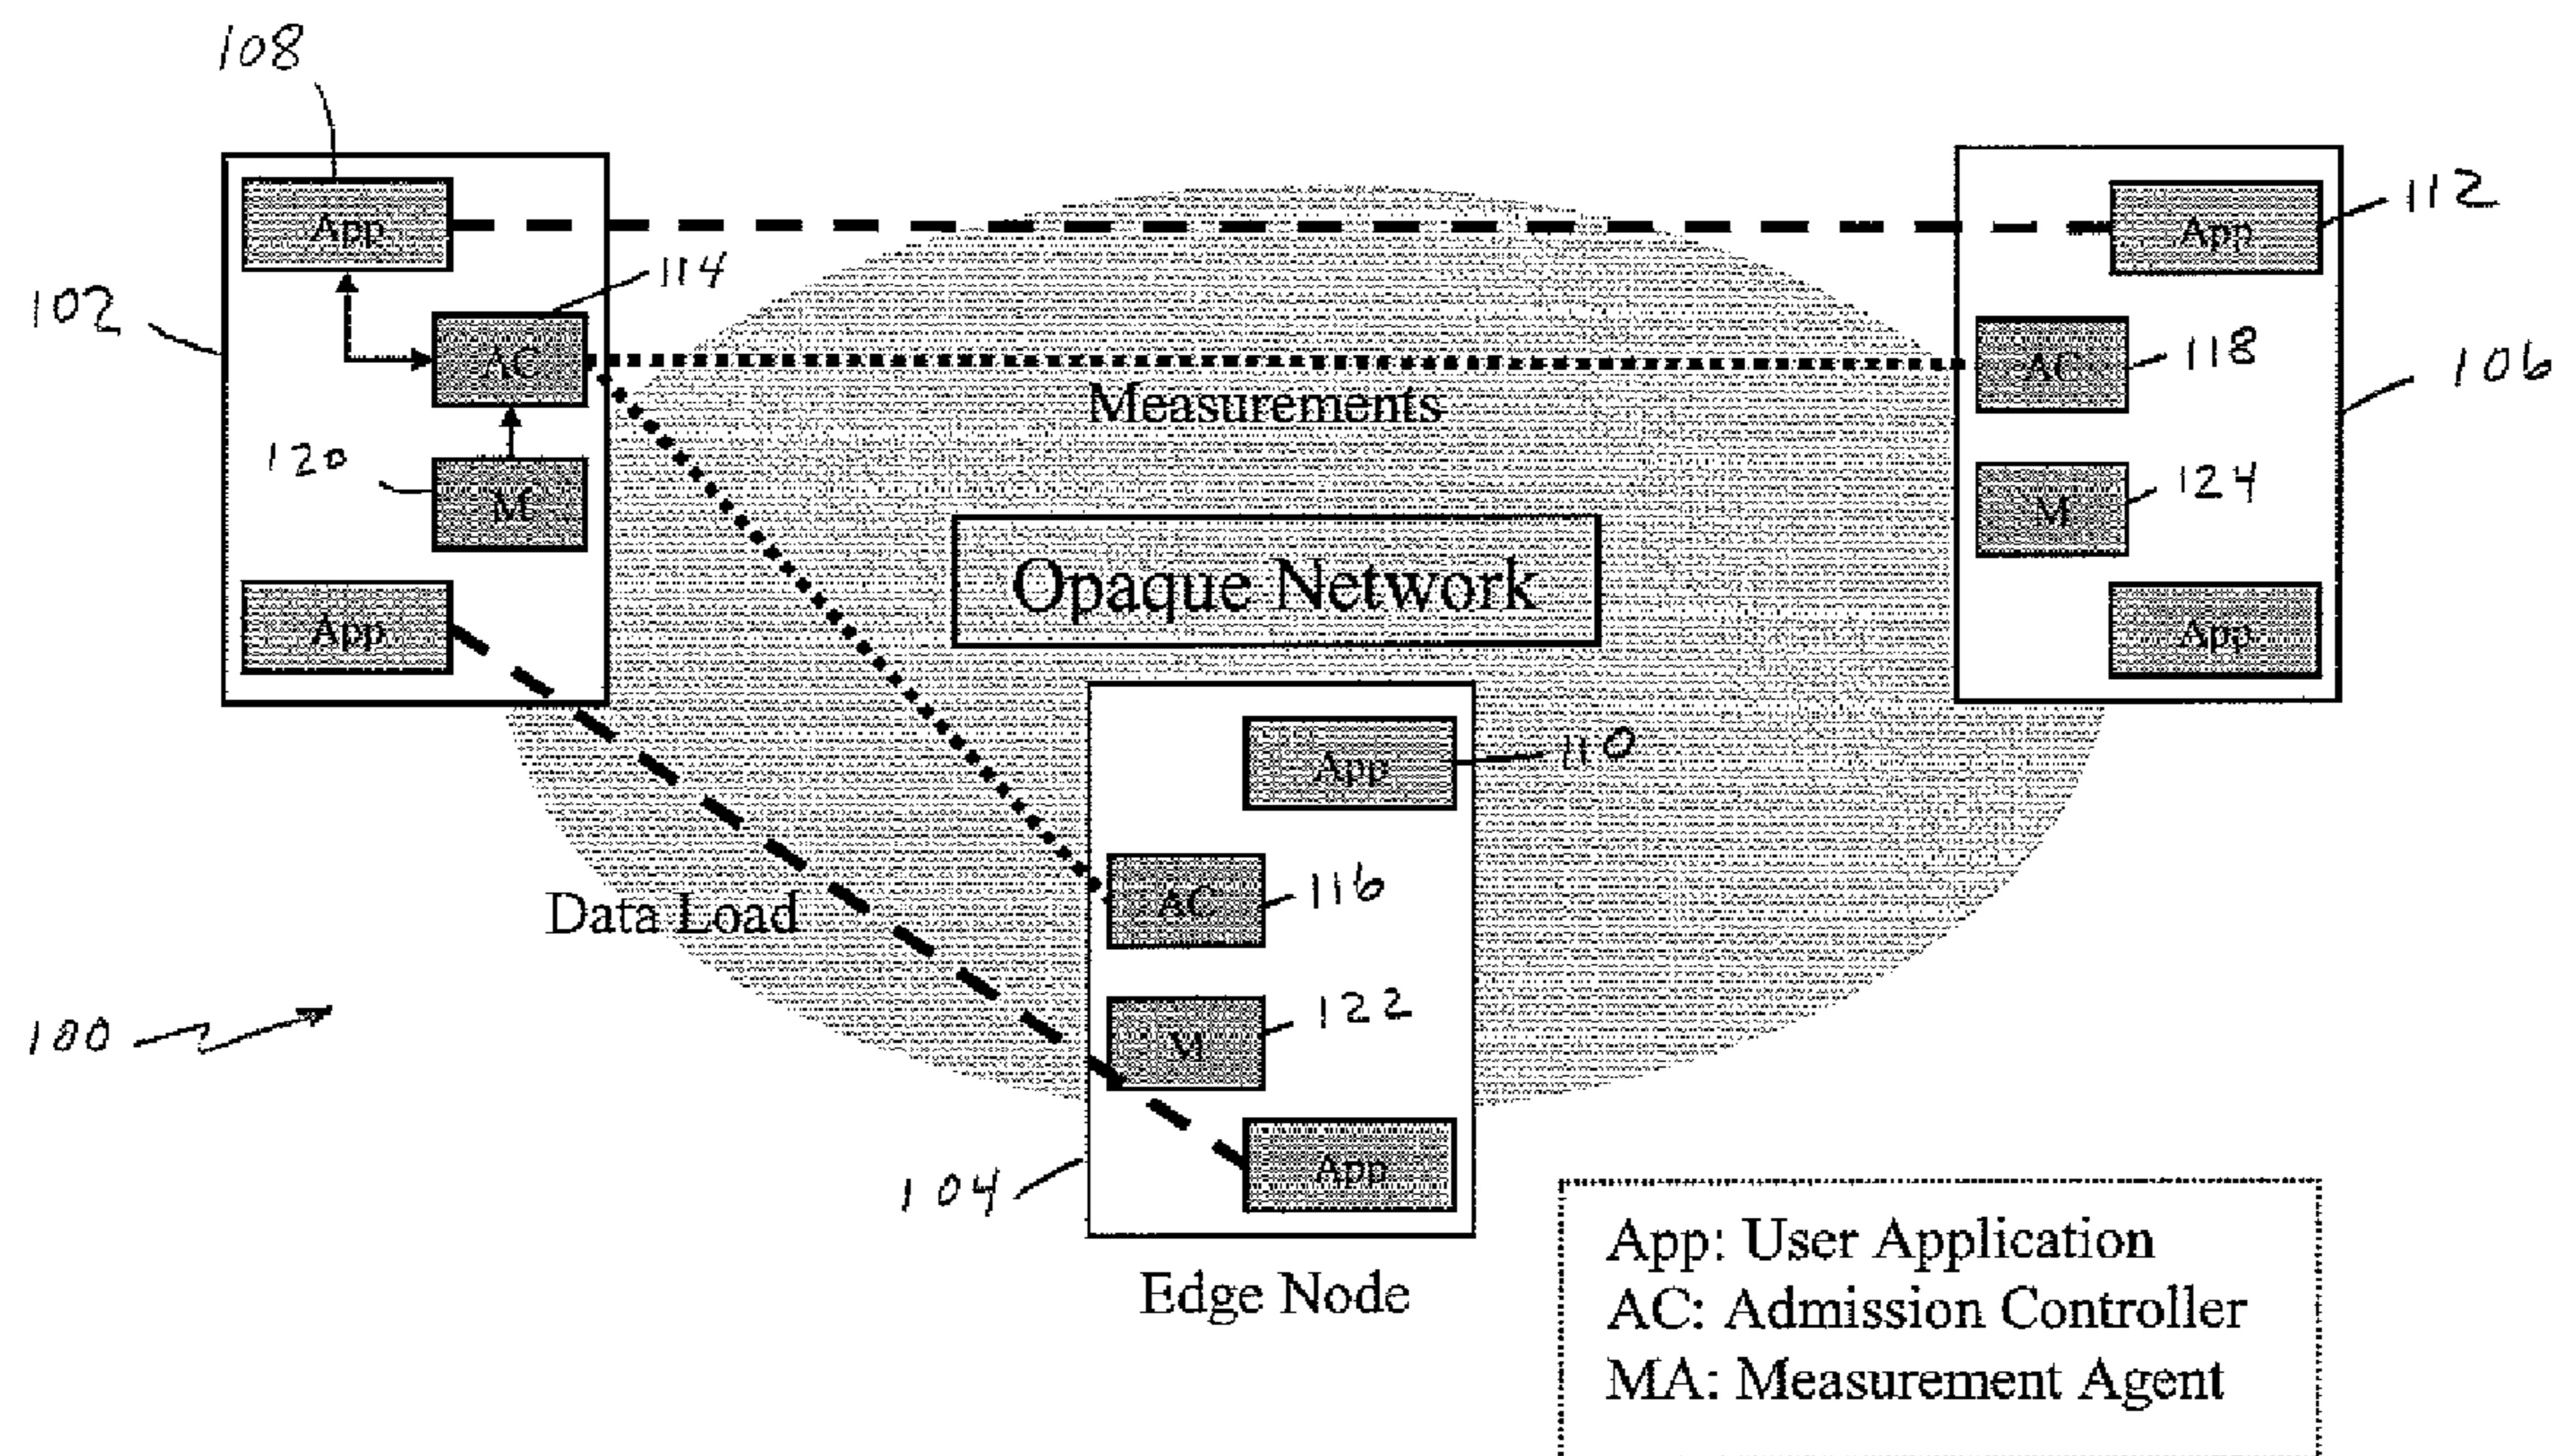 108
App
112
App
114
102
AC
118
AC
106
Measurements
120
M
124
M
Opaque Network
App
App
110
App
116
AC
Data Load
122
M
100
104
App
Edge Node
App: User Application
AC: Admission Controller
MA: Measurement Agent